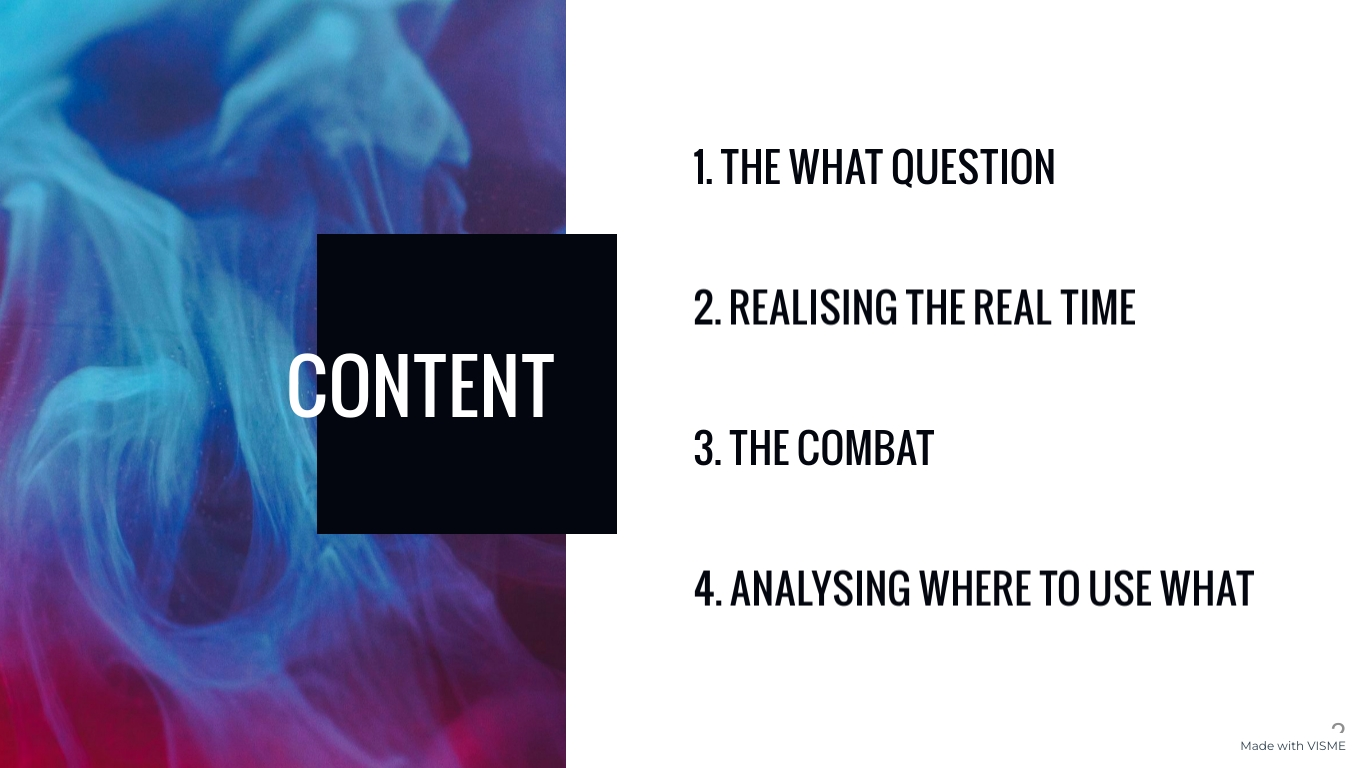 CONTENT
1. THE WHAT QUESTION
2. REALISING THE REAL TIME
3. THE COMBAT
4. ANALYSING WHERE TO USE WHAT
Made with VISME